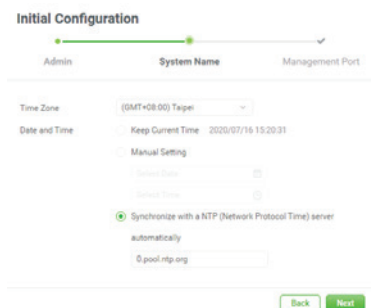 Initial Configuration
Admin
System Name
Management Port
Time Zone
(GMT+08:00) Taipei
Date and Time
Keep Current Time 2020/07/16 15:20:31
Manual Setting
Select Date
Select Time
Synchronize with a NTP (Network Protocol Time) server
automatically
0.pool.ntp.org
Back
Next